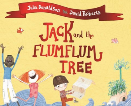 Julia Donaldson David Roberts
JACK and the
FLUMFLUM
TREE